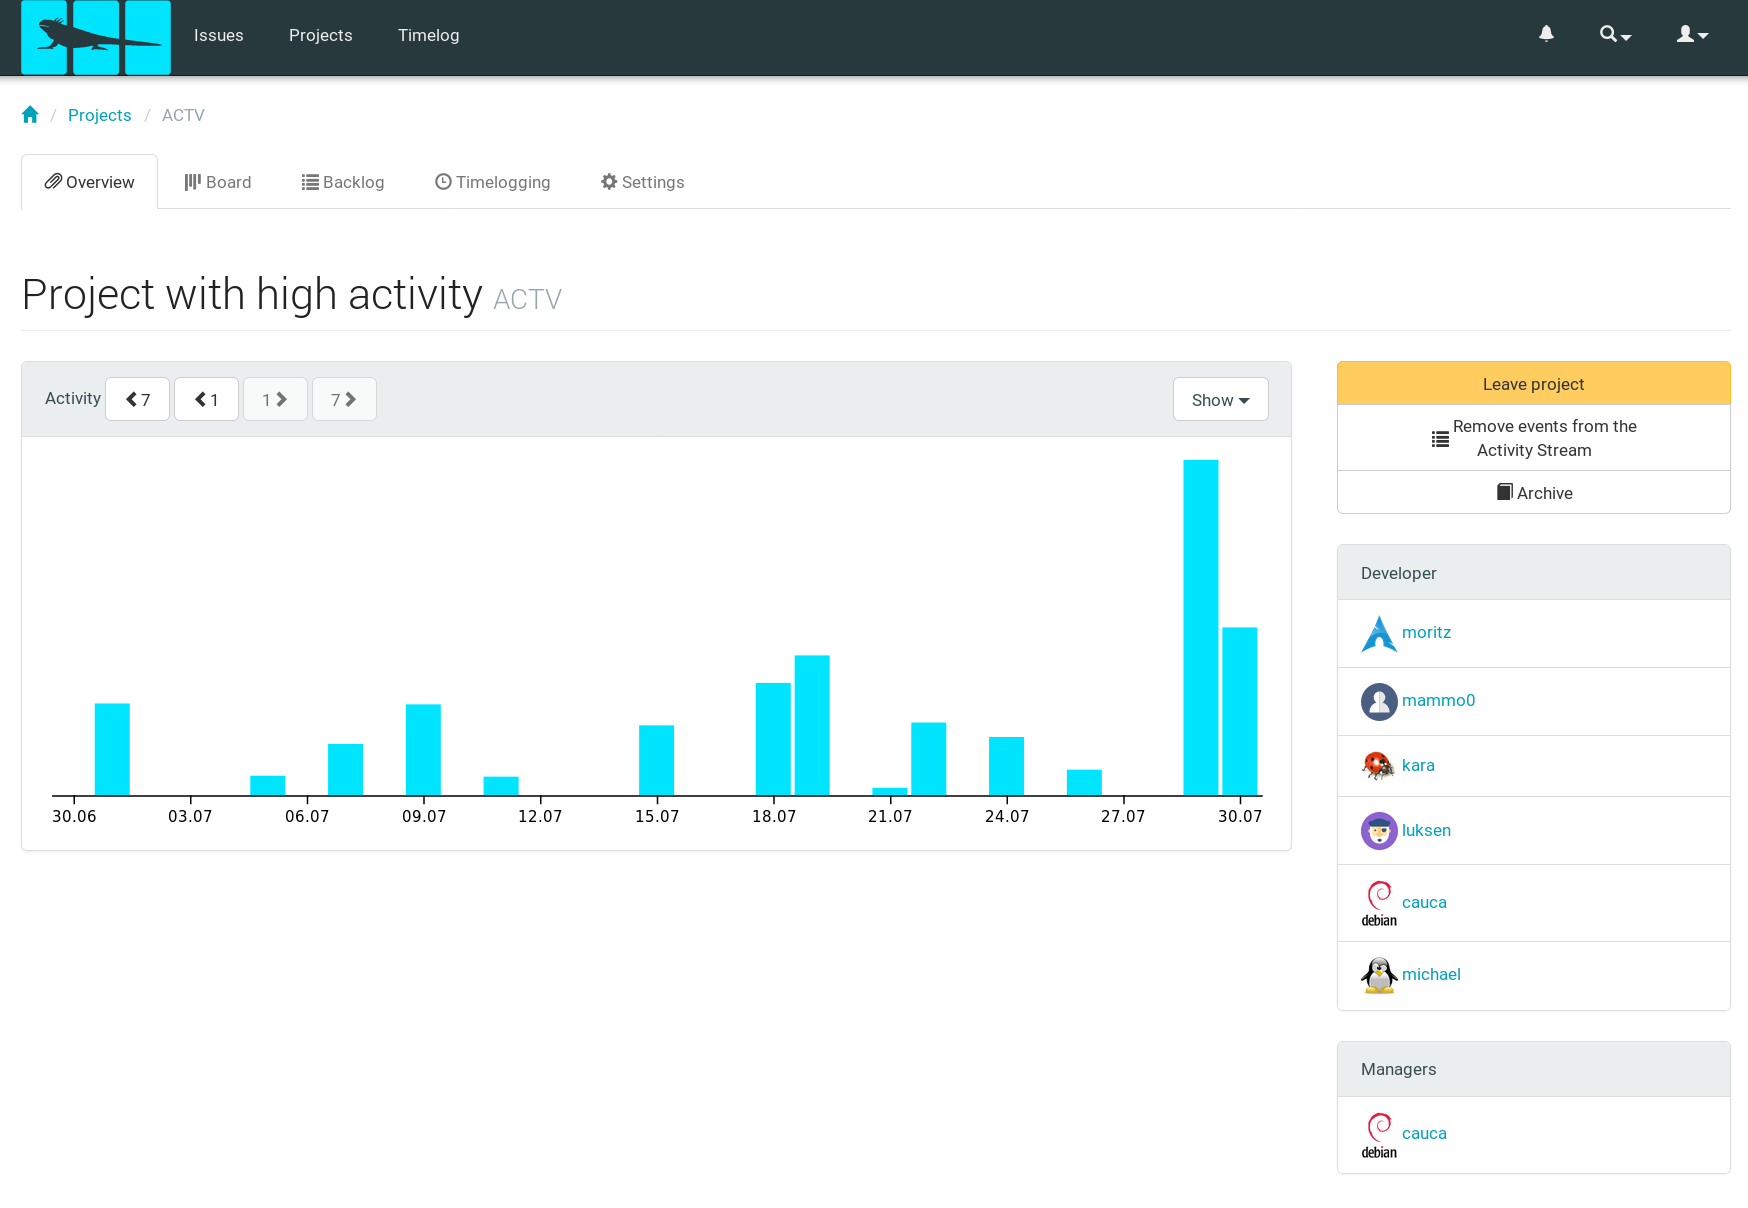 Issues Projects Timelog
/ Projects / ACTV
Overview Board Backlog Timelogging Settings
Project with high activity ACTV
Activity 7 1 1 7 Show
30.06 03.07 06.07 09.07 12.07 15.07 18.07 21.07 24.07 27.07 30.07
Leave project
Remove events from the
Activity Stream
Archive
Developer
moritz
mammo0
kara
luksen
debian cauca
michael
Managers
debian cauca